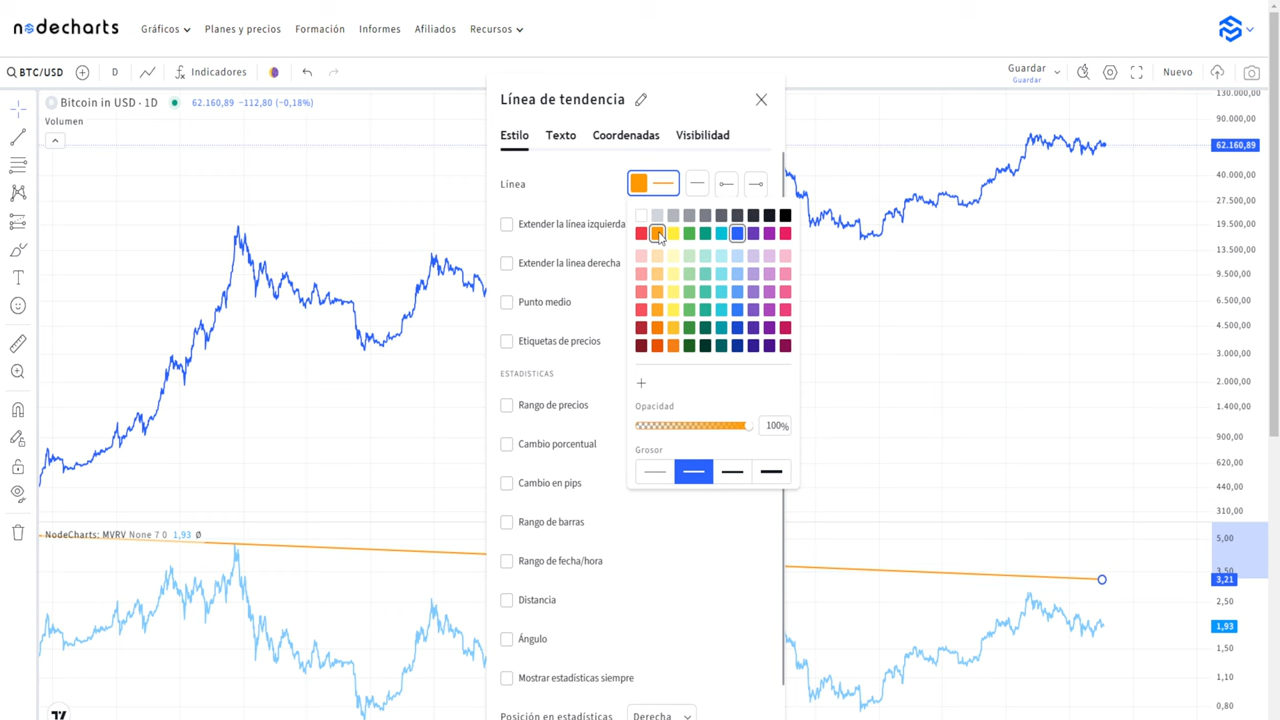 nodecharts
Gráficos Planes y precios Formación Informes Afiliados Recursos
BTC/USD D Indicadores Guardar Guardar Nuevo
Bitcoin in USD · 1D 62.160,89 −112,80 (−0,18%)
Volumen
Línea de tendencia
Estilo Texto Coordenadas Visibilidad
Línea
Extender la línea izquierda
Extender la línea derecha
Punto medio
Etiquetas de precios
ESTADISTICAS
Rango de precios
Cambio porcentual
Cambio en pips
Rango de barras
Rango de fecha/hora
Distancia
Ángulo
Mostrar estadísticas siempre
Posición en estadísticas Derecha
Opacidad
100%
Grosor
130.000,00
90.000,00
62.160,89
40.000,00
27.500,00
19.500,00
13.500,00
9.500,00
6.500,00
4.500,00
3.000,00
2.000,00
1.400,00
900,00
620,00
440,00
310,00
NodeCharts: MVRV None 7 0 1,93 Ø
5,00
3,50
3,21
2,50
1,93
1,50
1,10
0,80